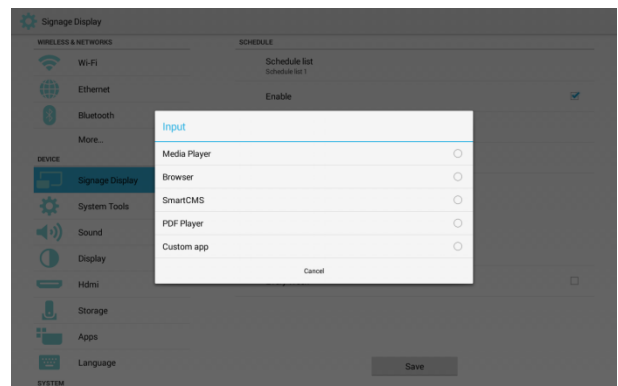 Signage Display
WIRELESS & NETWORKS
Wi-Fi
Ethernet
Bluetooth
More...
DEVICE
Signage Display
System Tools
Sound
Display
Hdmi
Storage
Apps
Language
SYSTEM
SCHEDULE
Schedule list
Schedule list 1
Enable
Input
Media Player
Browser
SmartCMS
PDF Player
Custom app
Cancel
Save